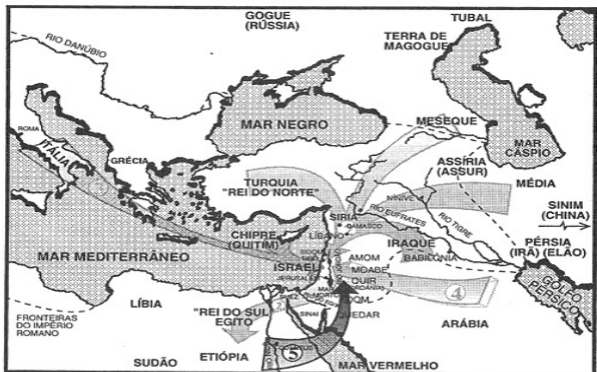 GOGUE
(RÚSSIA)
TUBAL
TERRA DE
MAGOGUE
RIO DANÚBIO
MAR NEGRO
MESEQUE
MAR
CÁSPIO
ROMA
ITÁLIA
GRÉCIA
ASSÍRIA
(ASSUR)
MÉDIA
TURQUIA
"REI DO NORTE"
NÍNIVE
SINIM
(CHINA)
SÍRIA
DAMASCO
RIO EUFRATES
RIO TIGRE
CHIPRE
(QUITIM)
LÍBANO
IRAQUE
BABILÔNIA
PÉRSIA
(IRÃ) (ELÃO)
MAR MEDITERRÂNEO
ISRAEL
JERUSALÉM
AMOM
MOABE
QUIR
GOLFO
PÉRSICO
4
LÍBIA
"REI DO SUL
EGITO
SINAI
QUEDAR
ARÁBIA
FRONTEIRAS
DO IMPÉRIO
ROMANO
5
SUDÃO
ETIÓPIA
MAR VERMELHO